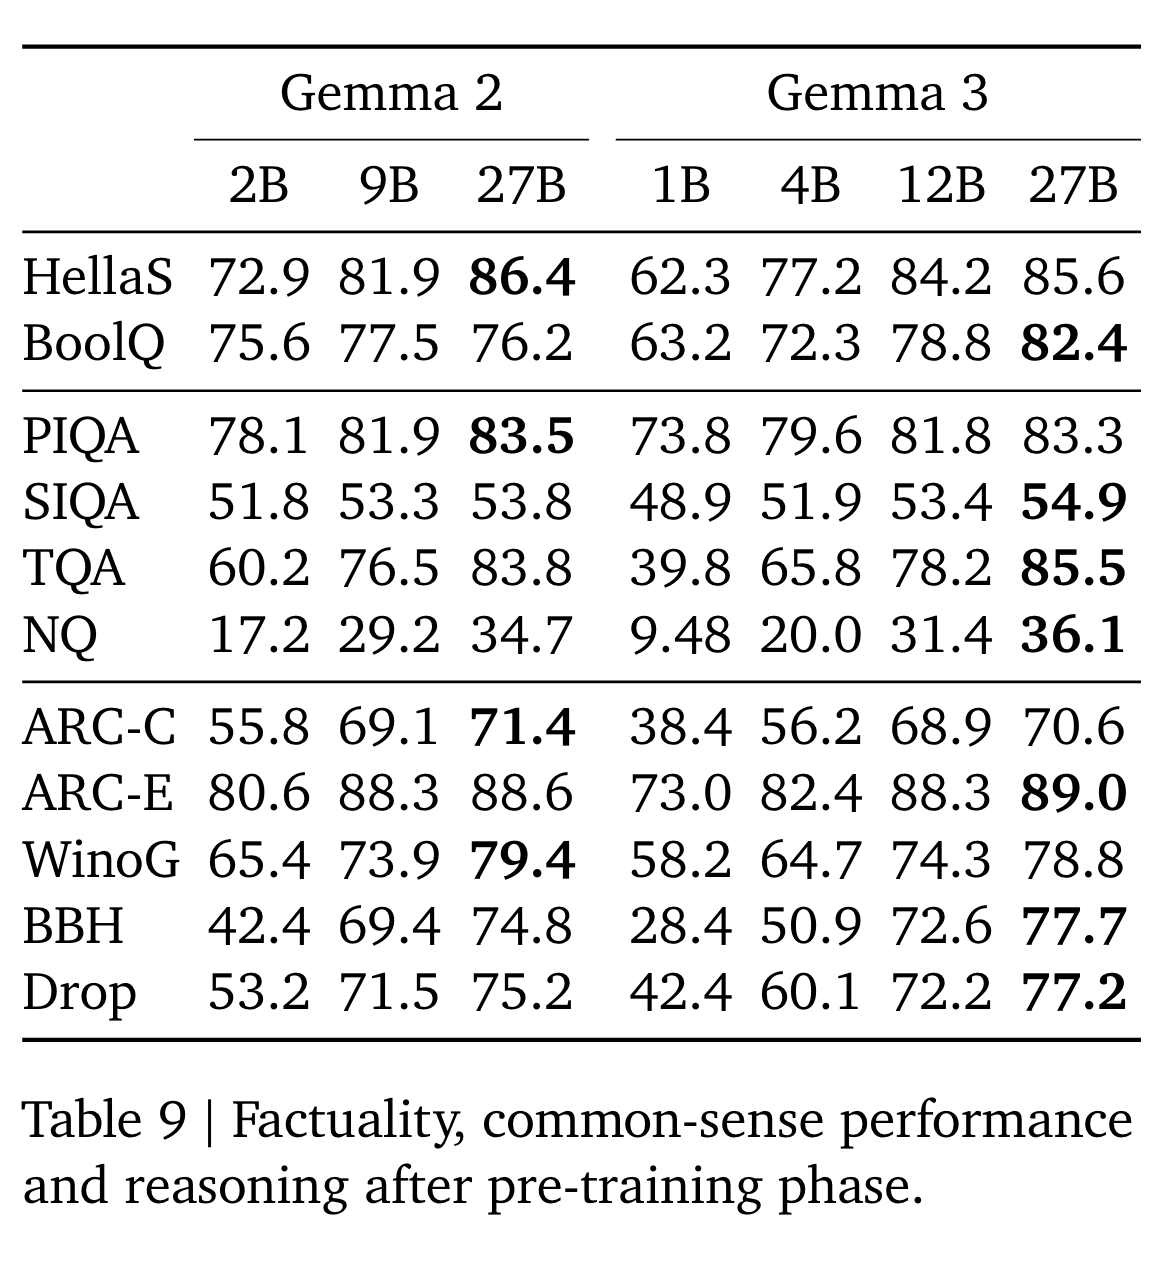 Gemma 2 Gemma 3
2B 9B 27B 1B 4B 12B 27B
HellaS 72.9 81.9 86.4 62.3 77.2 84.2 85.6
BoolQ 75.6 77.5 76.2 63.2 72.3 78.8 82.4
PIQA 78.1 81.9 83.5 73.8 79.6 81.8 83.3
SIQA 51.8 53.3 53.8 48.9 51.9 53.4 54.9
TQA 60.2 76.5 83.8 39.8 65.8 78.2 85.5
NQ 17.2 29.2 34.7 9.48 20.0 31.4 36.1
ARC-C 55.8 69.1 71.4 38.4 56.2 68.9 70.6
ARC-E 80.6 88.3 88.6 73.0 82.4 88.3 89.0
WinoG 65.4 73.9 79.4 58.2 64.7 74.3 78.8
BBH 42.4 69.4 74.8 28.4 50.9 72.6 77.7
Drop 53.2 71.5 75.2 42.4 60.1 72.2 77.2
Table 9 | Factuality, common-sense performance
and reasoning after pre-training phase.